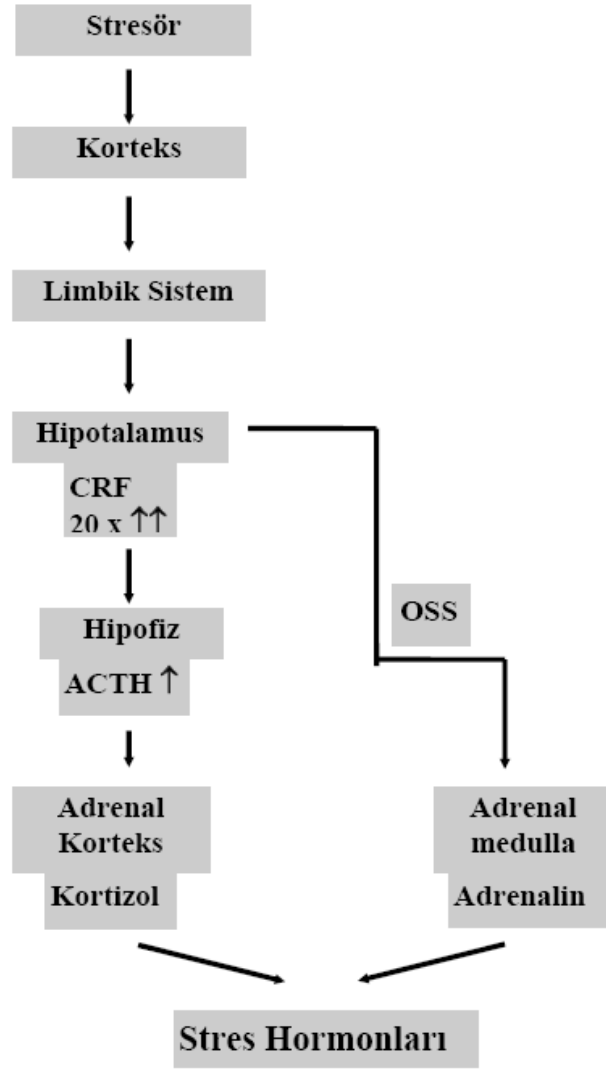 Stresör
Korteks
Limbik Sistem
Hipotalamus
CRF
20 x ↑↑
Hipofiz
ACTH ↑
OSS
Adrenal
Korteks
Kortizol
Adrenal
medulla
Adrenalin
Stres Hormonları